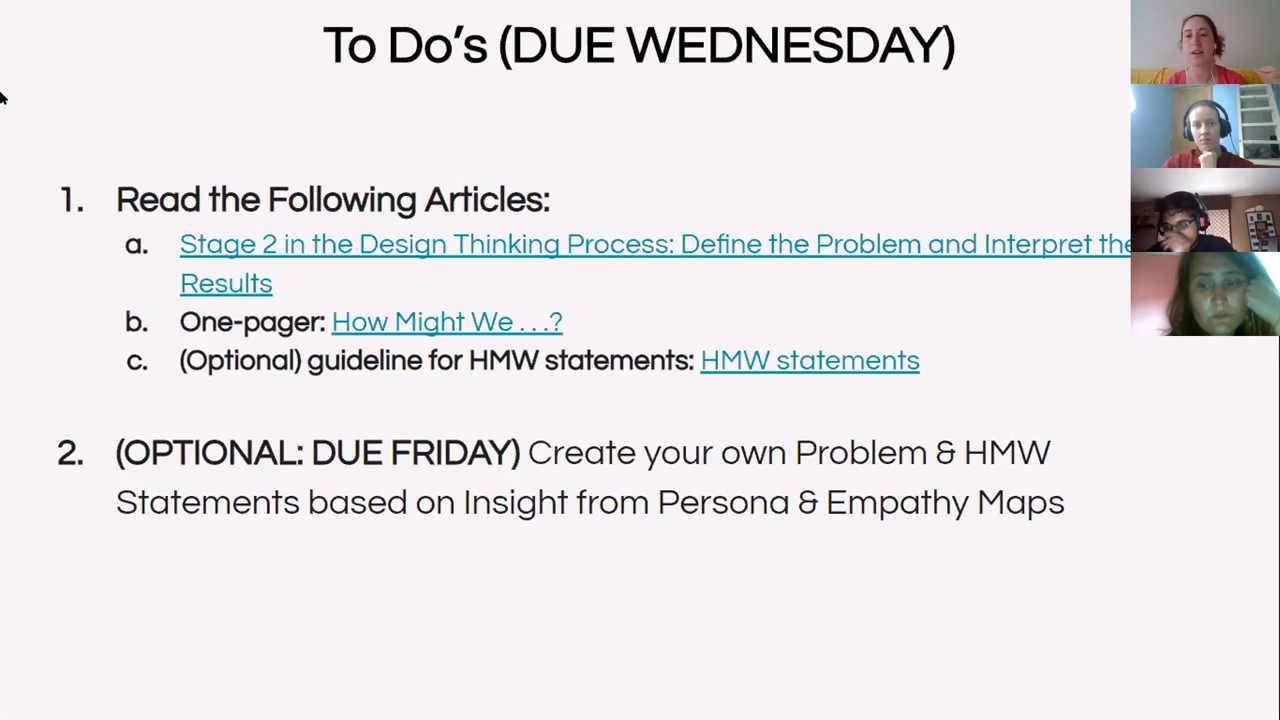 To Do's (DUE WEDNESDAY)
1. Read the Following Articles:
a. Stage 2 in the Design Thinking Process: Define the Problem and Interpret the
Results
b. One-pager: How Might We . . .?
c. (Optional) guideline for HMW statements: HMW statements
2. (OPTIONAL: DUE FRIDAY) Create your own Problem & HMW
Statements based on Insight from Persona & Empathy Maps